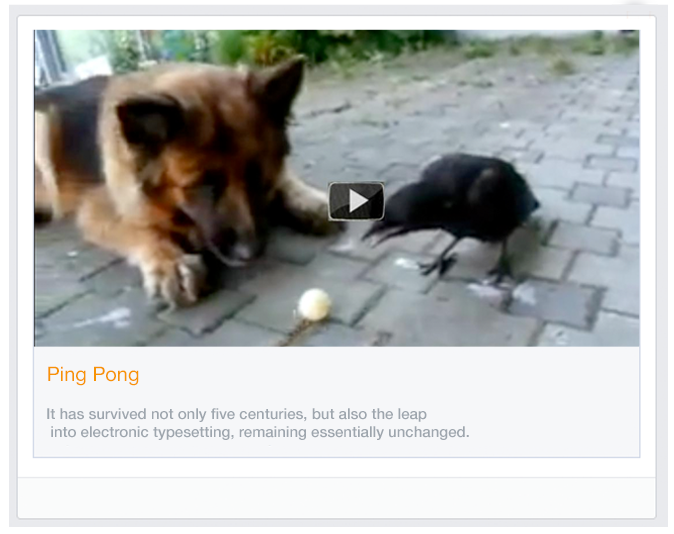 Ping Pong
It has survived not only five centuries, but also the leap
into electronic typesetting, remaining essentially unchanged.